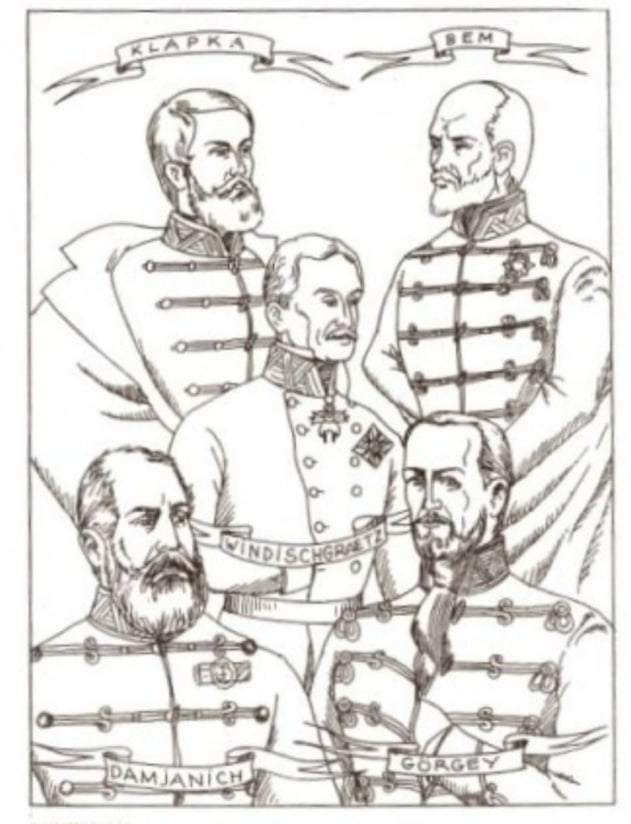 KLAPKA
BEM
WINDISCHGRAETZ
DAMJANICH
GÖRGEY